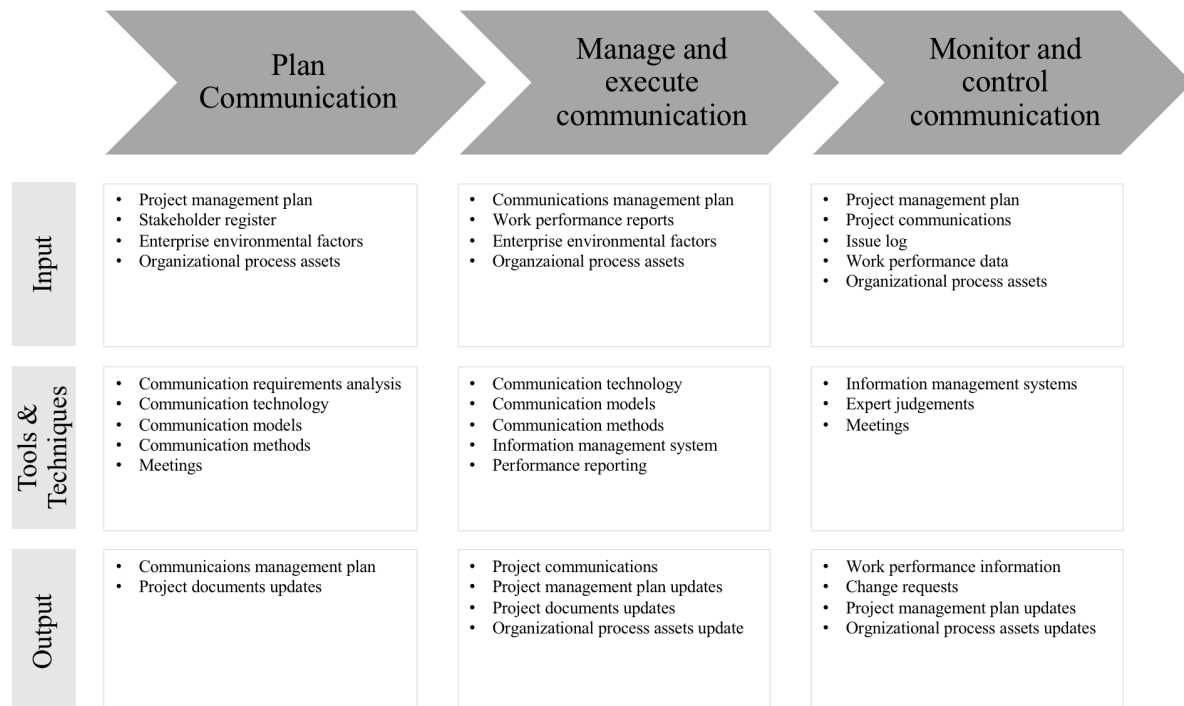 Plan
Communication
Manage and
execute
communication
Monitor and
control
communication
Input
• Project management plan
• Stakeholder register
• Enterprise environmental factors
• Organizational process assets
• Communications management plan
• Work performance reports
• Enterprise environmental factors
• Organzaional process assets
• Project management plan
• Project communications
• Issue log
• Work performance data
• Organizational process assets
Tools &
Techniques
• Communication requirements analysis
• Communication technology
• Communication models
• Communication methods
• Meetings
• Communication technology
• Communication models
• Communication methods
• Information management system
• Performance reporting
• Information management systems
• Expert judgements
• Meetings
Output
• Communicaions management plan
• Project documents updates
• Project communications
• Project management plan updates
• Project documents updates
• Organizational process assets update
• Work performance information
• Change requests
• Project management plan updates
• Orgnizational process assets updates